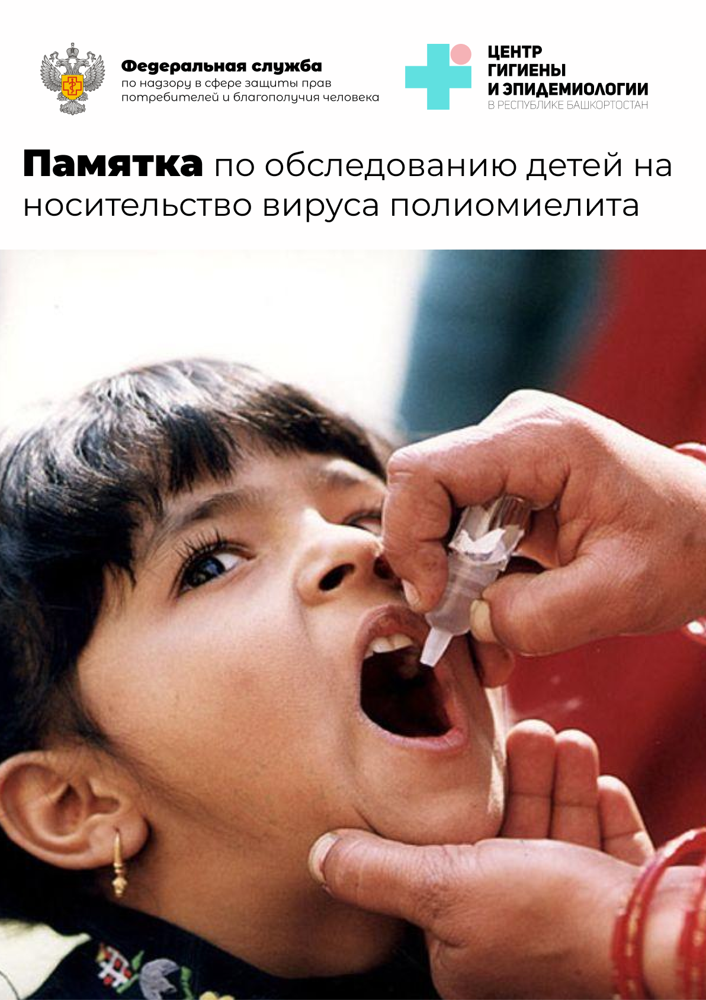 Федеральная служба
по надзору в сфере защиты прав
потребителей и благополучия человека
ЦЕНТР
ГИГИЕНЫ
И ЭПИДЕМИОЛОГИИ
В РЕСПУБЛИКЕ БАШКОРТОСТАН
Памятка по обследованию детей на
носительство вируса полиомиелита